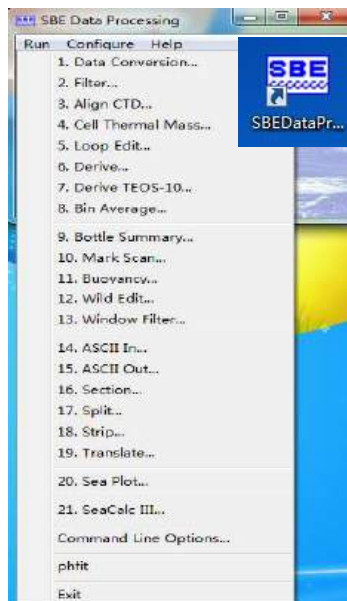 SBE Data Processing
Run Configure Help
1. Data Conversion...
2. Filter...
3. Align CTD...
4. Cell Thermal Mass...
5. Loop Edit...
6. Derive...
7. Derive TEOS-10...
8. Bin Average...
9. Bottle Summary...
10. Mark Scan...
11. Buoyancy...
12. Wild Edit...
13. Window Filter...
14. ASCII In...
15. ASCII Out...
16. Section...
17. Split...
18. Strip...
19. Translate...
20. Sea Plot...
21. SeaCalc III...
Command Line Options...
phfit
Exit
SBE
SBEDataPr...